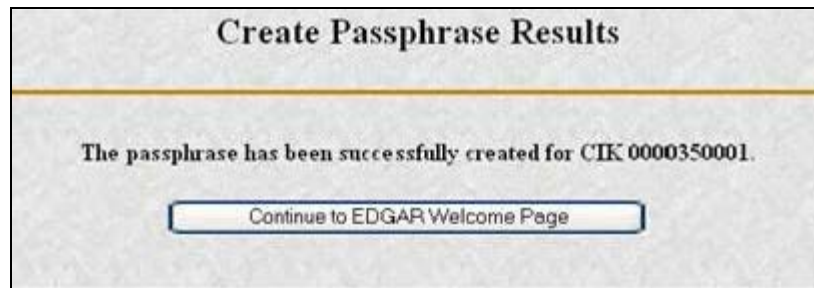 Create Passphrase Results
The passphrase has been successfully created for CIK 0000350001.
Continue to EDGAR Welcome Page